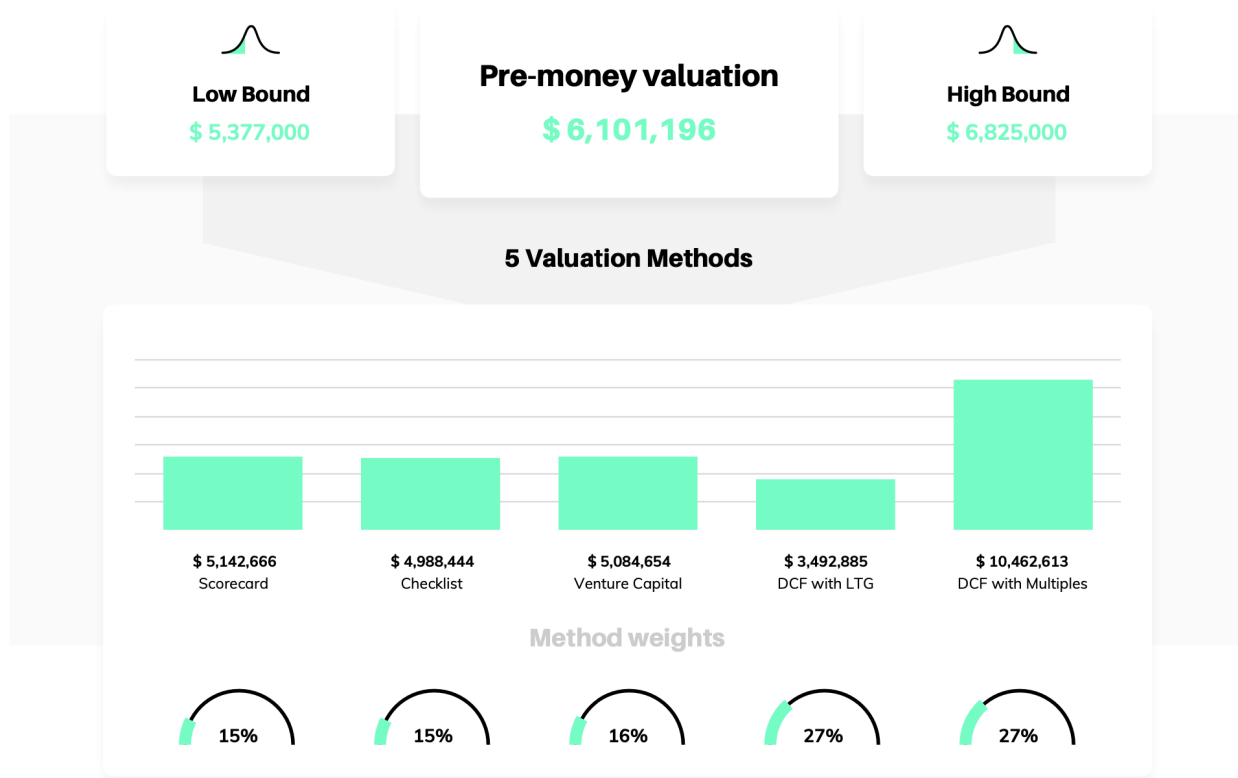 Low Bound
$ 5,377,000
Pre-money valuation
$ 6,101,196
High Bound
$ 6,825,000
5 Valuation Methods
$ 5,142,666
Scorecard
$ 4,988,444
Checklist
$ 5,084,654
Venture Capital
$ 3,492,885
DCF with LTG
$ 10,462,613
DCF with Multiples
Method weights
15%
15%
16%
27%
27%